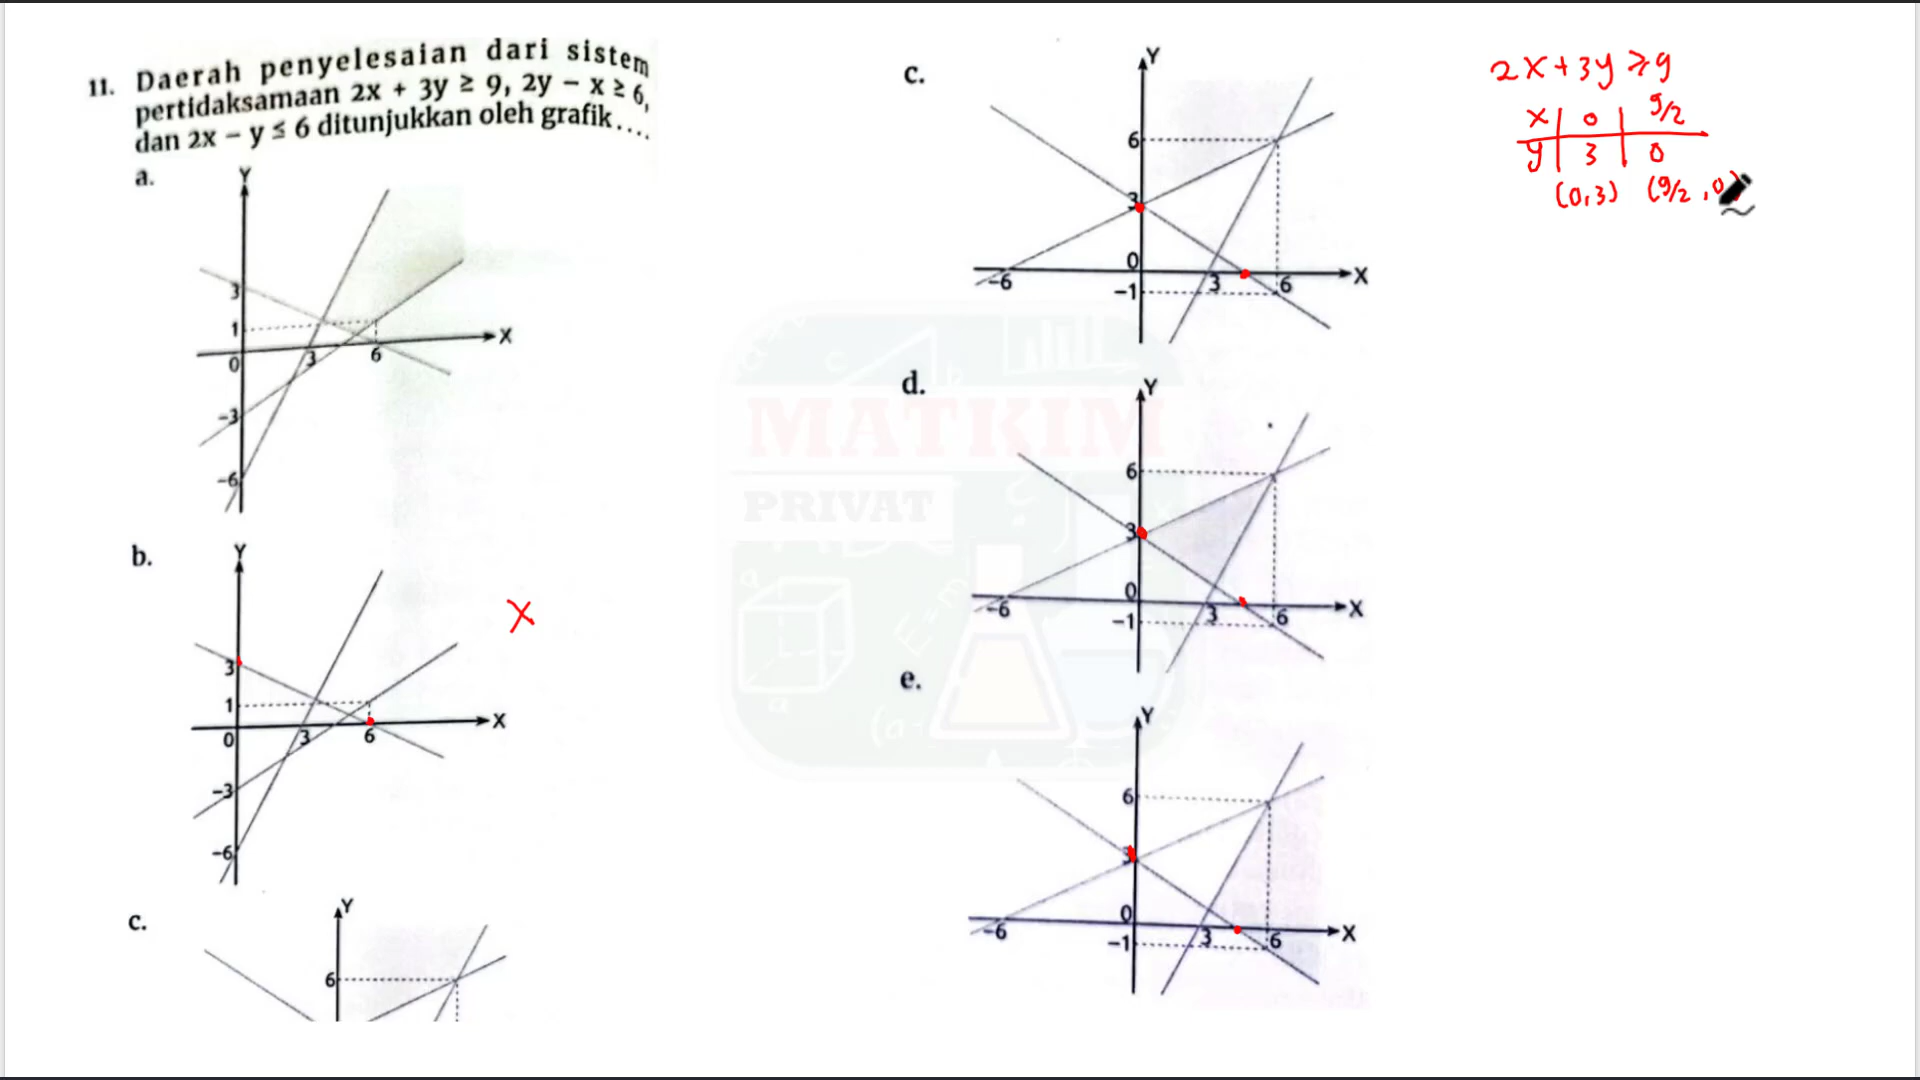 11. Daerah penyelesaian dari sistem
pertidaksamaan 2x + 3y ≥ 9, 2y − x ≥ 6,
dan 2x − y ≤ 6 ditunjukkan oleh grafik....
a.
Y
3
1
X
0
3
6
−3
−6
b.
Y
X
3
1
X
0
3
6
−3
−6
c.
Y
6
c.
Y
6
3
0
−6
3
6
X
−1
d.
Y
6
3
0
−6
3
6
X
−1
e.
Y
6
3
0
−6
3
6
X
−1
2x + 3y ≥ 9
x | 0 | 9/2
y | 3 | 0
(0,3) (9/2, 0)
MATKIM
PRIVAT